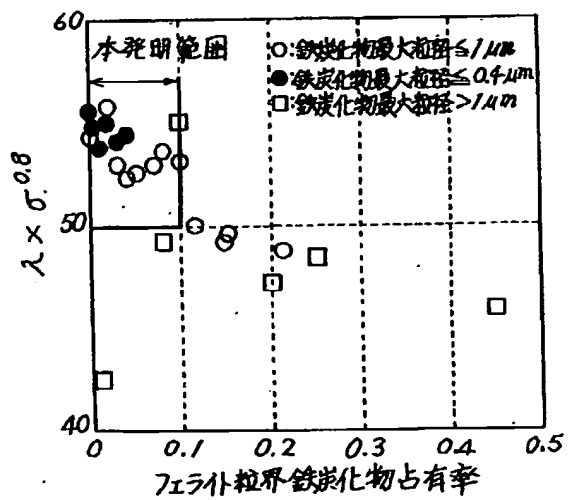 60
本発明範囲
○:鉄炭化物最大粒径≦1μm
●:鉄炭化物最大粒径≦0.4μm
□:鉄炭化物最大粒径>1μm
λ×σ^0.8
50
40
0 0.1 0.2 0.3 0.4 0.5
フェライト粒界鉄炭化物占有率